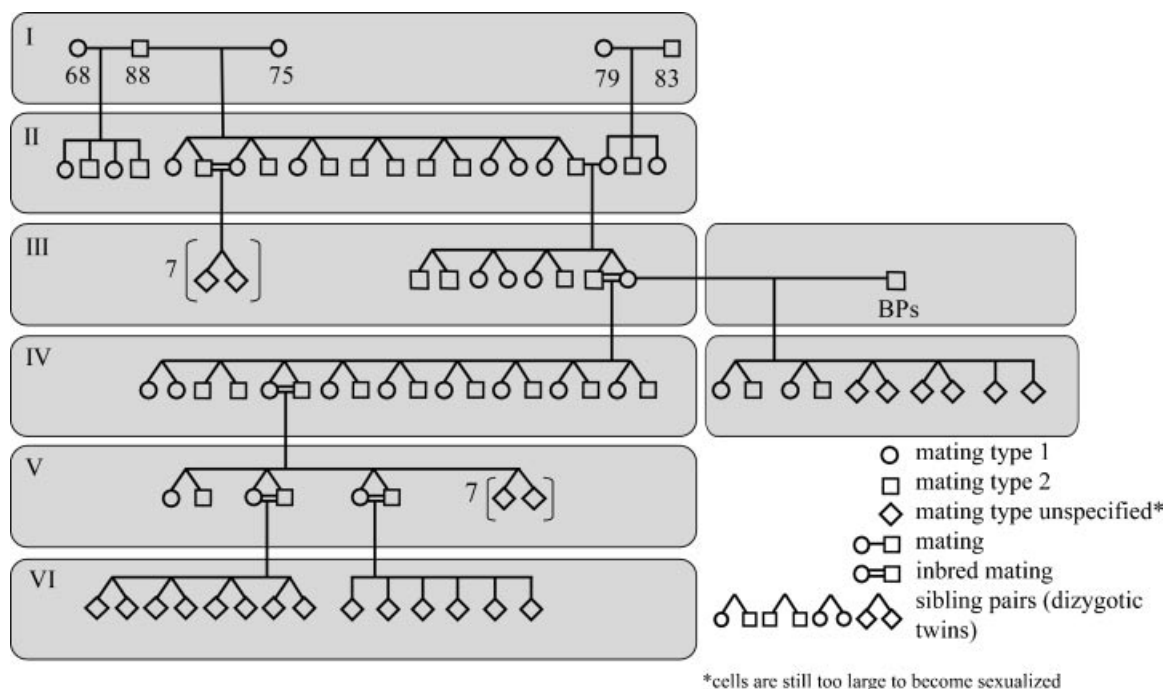 I
68 88 75 79 83
II
III
7
BPs
IV
V
7
VI
mating type 1
mating type 2
mating type unspecified*
mating
inbred mating
sibling pairs (dizygotic
twins)
*cells are still too large to become sexualized